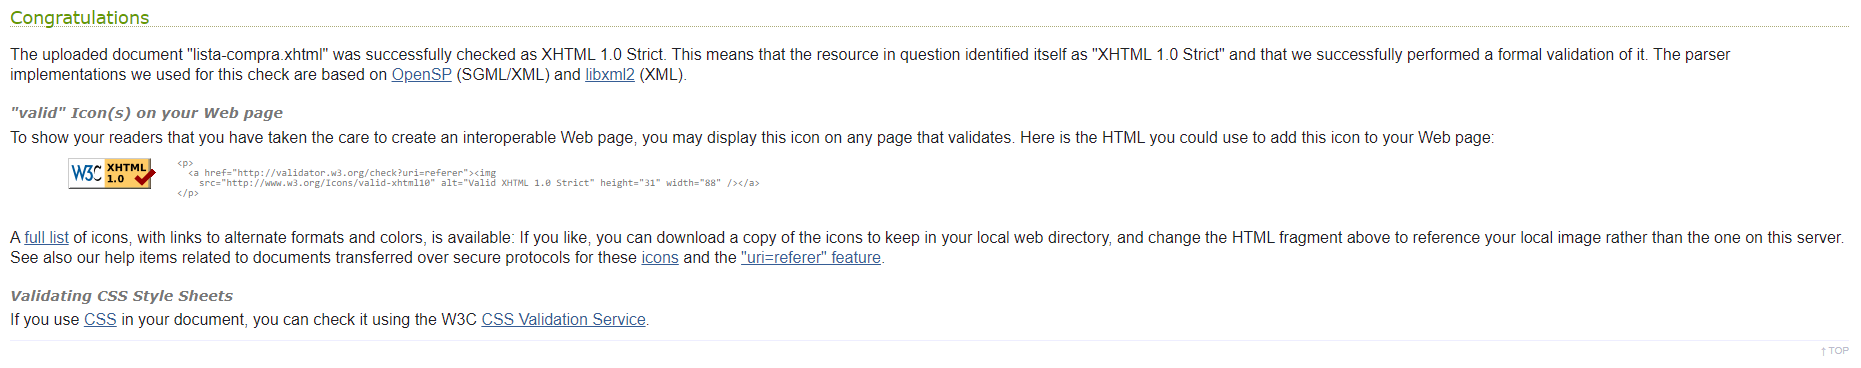 Congratulations
The uploaded document "lista-compra.xhtml" was successfully checked as XHTML 1.0 Strict. This means that the resource in question identified itself as "XHTML 1.0 Strict" and that we successfully performed a formal validation of it. The parser
implementations we used for this check are based on OpenSP (SGML/XML) and libxml2 (XML).
"valid" Icon(s) on your Web page
To show your readers that you have taken the care to create an interoperable Web page, you may display this icon on any page that validates. Here is the HTML you could use to add this icon to your Web page:
W3C XHTML 1.0
<p>
<a href="http://validator.w3.org/check?uri=referer"><img
src="http://www.w3.org/Icons/valid-xhtml10" alt="Valid XHTML 1.0 Strict" height="31" width="88" /></a>
</p>
A full list of icons, with links to alternate formats and colors, is available: If you like, you can download a copy of the icons to keep in your local web directory, and change the HTML fragment above to reference your local image rather than the one on this server.
See also our help items related to documents transferred over secure protocols for these icons and the "uri=referer" feature.
Validating CSS Style Sheets
If you use CSS in your document, you can check it using the W3C CSS Validation Service.
↑ TOP